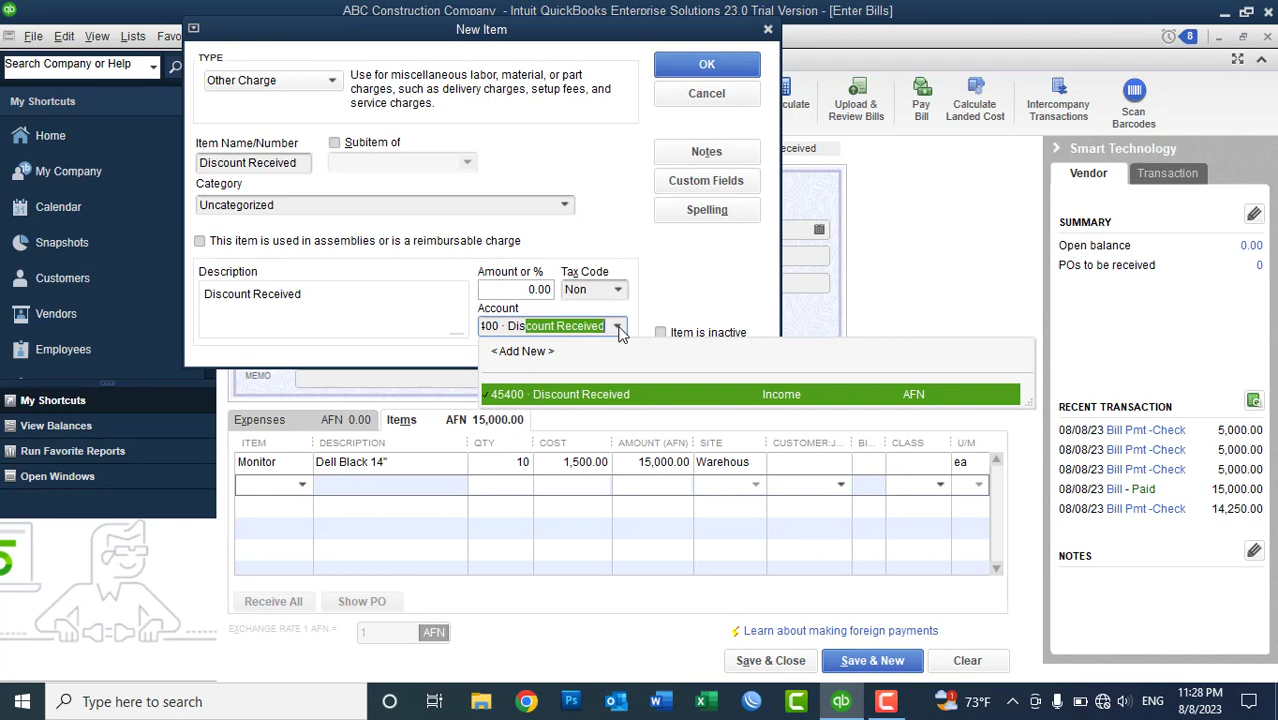 ABC Construction Company - Intuit QuickBooks Enterprise Solutions 23.0 Trial Version - [Enter Bills]
File Edit View Lists Favo
New Item
8
Search Company or Help
My Shortcuts
Home
My Company
Calendar
Snapshots
Customers
Vendors
Employees
My Shortcuts
View Balances
Run Favorite Reports
Open Windows
TYPE
Other Charge
Use for miscellaneous labor, material, or part
charges, such as delivery charges, setup fees, and
service charges.
OK
Cancel
Item Name/Number
Subitem of
Discount Received
Category
Uncategorized
Notes
Custom Fields
Spelling
This item is used in assemblies or is a reimbursable charge
Description
Discount Received
Amount or %
Tax Code
0.00
Non
Account
400 · Discount Received
Item is inactive
< Add New >
45400 · Discount Received Income AFN
culate
Upload &
Review Bills
Pay
Bill
Calculate
Landed Cost
Intercompany
Transactions
Scan
Barcodes
eceived
MEMO
Expenses AFN 0.00 Items AFN 15,000.00
ITEM DESCRIPTION QTY COST AMOUNT (AFN) SITE CUSTOMER:J... BI... CLASS U/M
Monitor Dell Black 14" 10 1,500.00 15,000.00 Warehous ea
Receive All
Show PO
EXCHANGE RATE 1 AFN = 1 AFN
Learn about making foreign payments
Save & Close
Save & New
Clear
Smart Technology
Vendor Transaction
SUMMARY
Open balance 0.00
POs to be received 0
RECENT TRANSACTION
08/08/23 Bill Pmt -Check 5,000.00
08/08/23 Bill Pmt -Check 5,000.00
08/08/23 Bill Pmt -Check 5,000.00
08/08/23 Bill - Paid 15,000.00
08/08/23 Bill Pmt -Check 14,250.00
NOTES
5
Type here to search
73°F
ENG
11:28 PM
8/8/2023